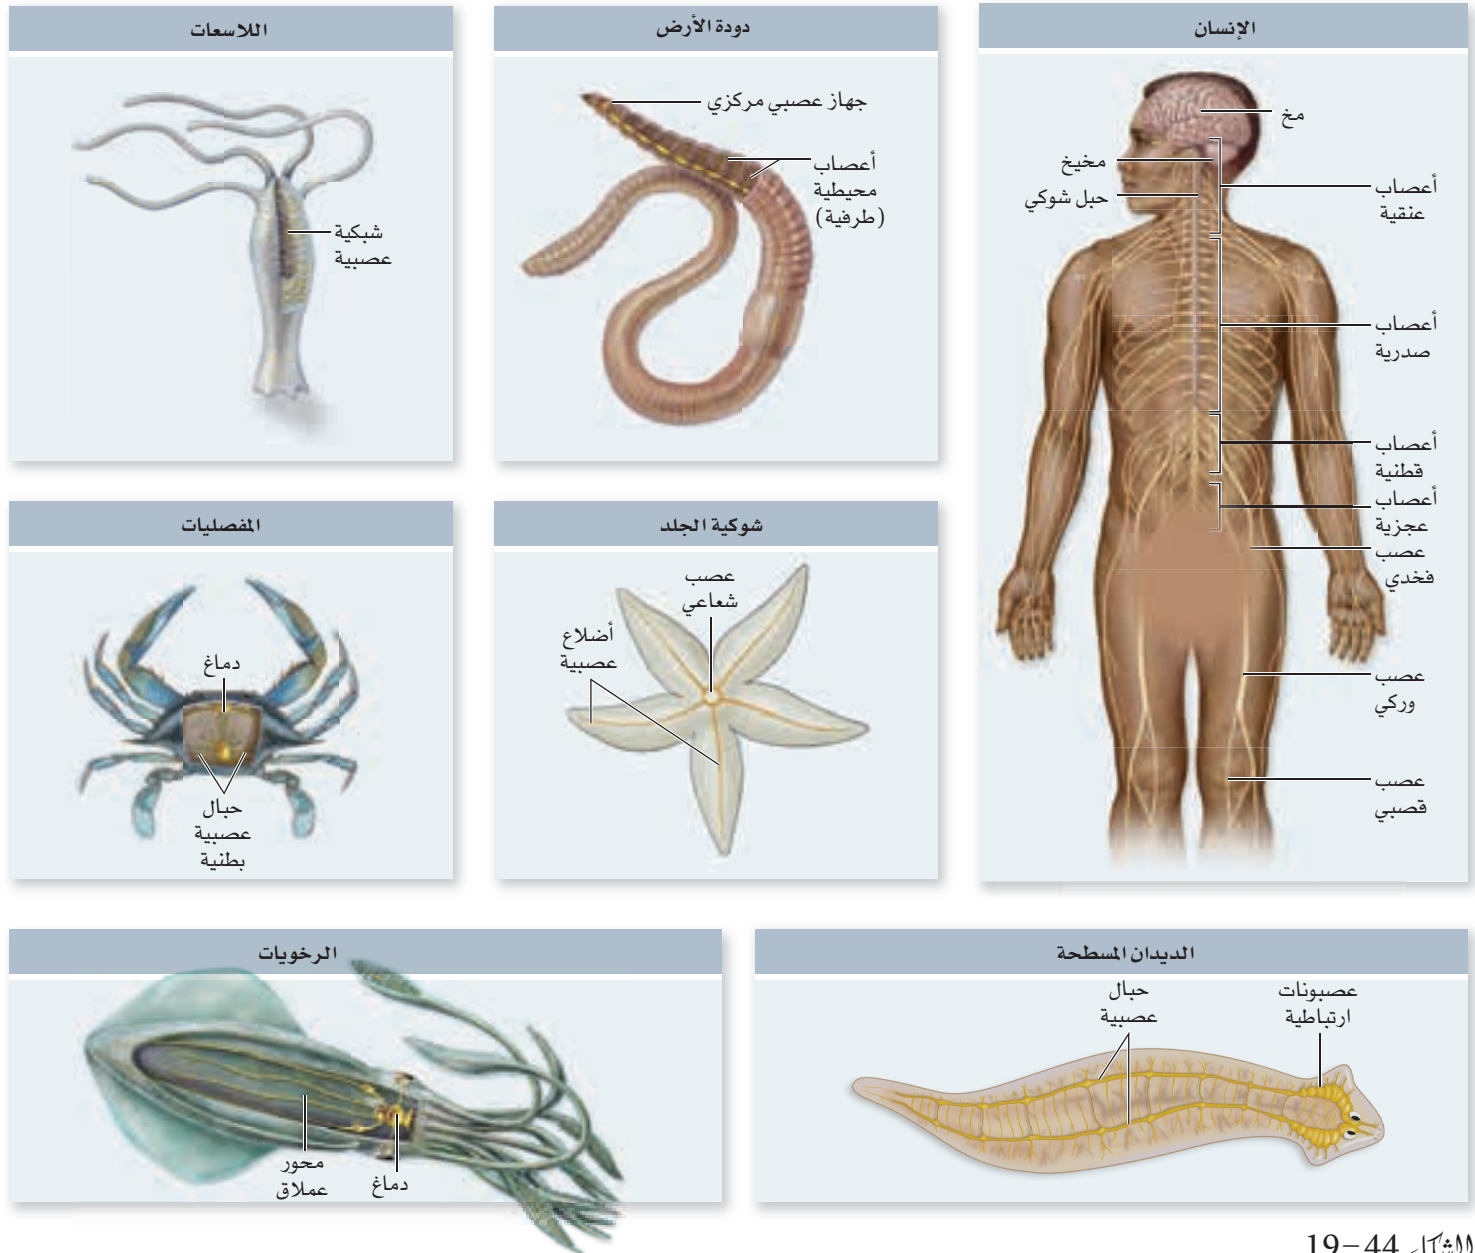 الإنسان
مخ
مخيخ
حبل شوكي
أعصاب
عنقية
أعصاب
صدرية
أعصاب
قطنية
أعصاب
عجزية
عصب
فخدي
عصب
وركي
عصب
قصبي
دودة الأرض
جهاز عصبي مركزي
أعصاب
محيطية
(طرفية)
اللاسعات
شبكية
عصبية
شوكية الجلد
عصب
شعاعي
أضلاع
عصبية
المفصليات
دماغ
حبال
عصبية
بطنية
الديدان المسطحة
عصبونات
ارتباطية
حبال
عصبية
الرخويات
محور
عملاق
دماغ
الشكل 44–19